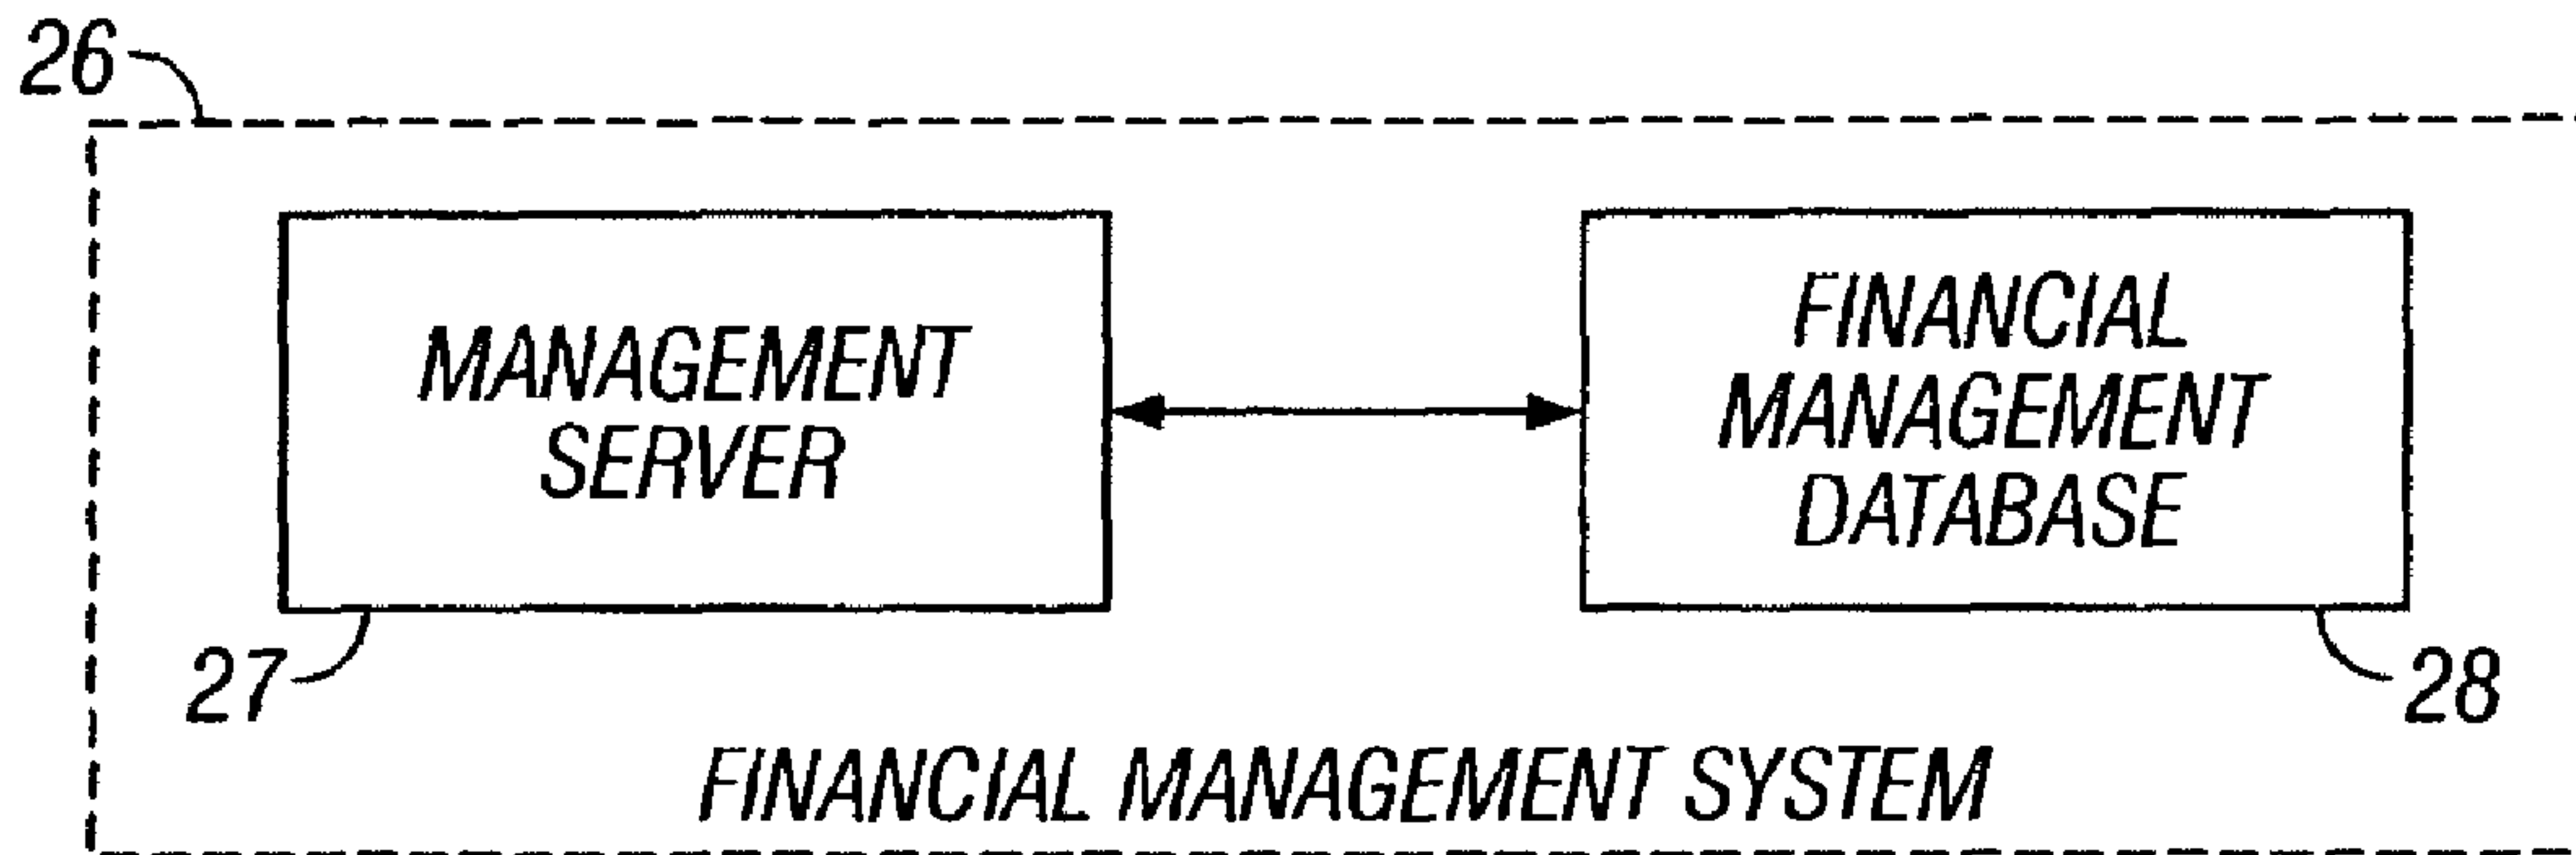 26
MANAGEMENT
SERVER
FINANCIAL
MANAGEMENT
DATABASE
27
28
FINANCIAL MANAGEMENT SYSTEM